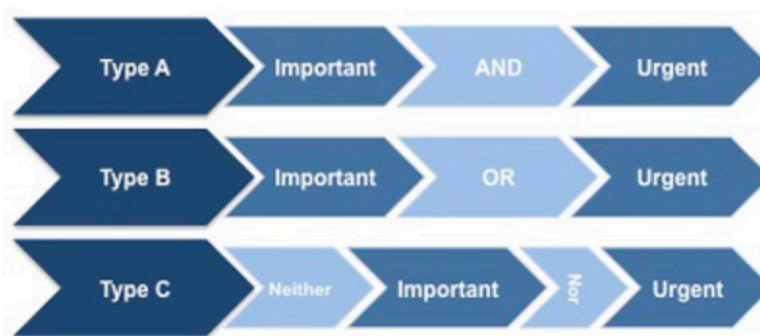 Type A Important AND Urgent
Type B Important OR Urgent
Type C Neither Important Nor Urgent